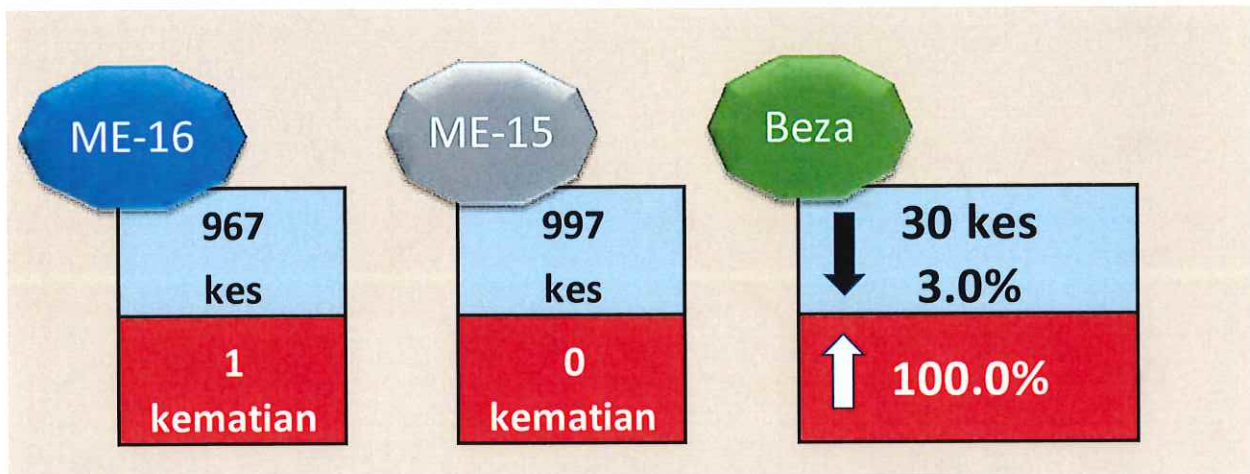 ME-16
967
kes
1
kematian
ME-15
997
kes
0
kematian
Beza
30 kes
3.0%
100.0%